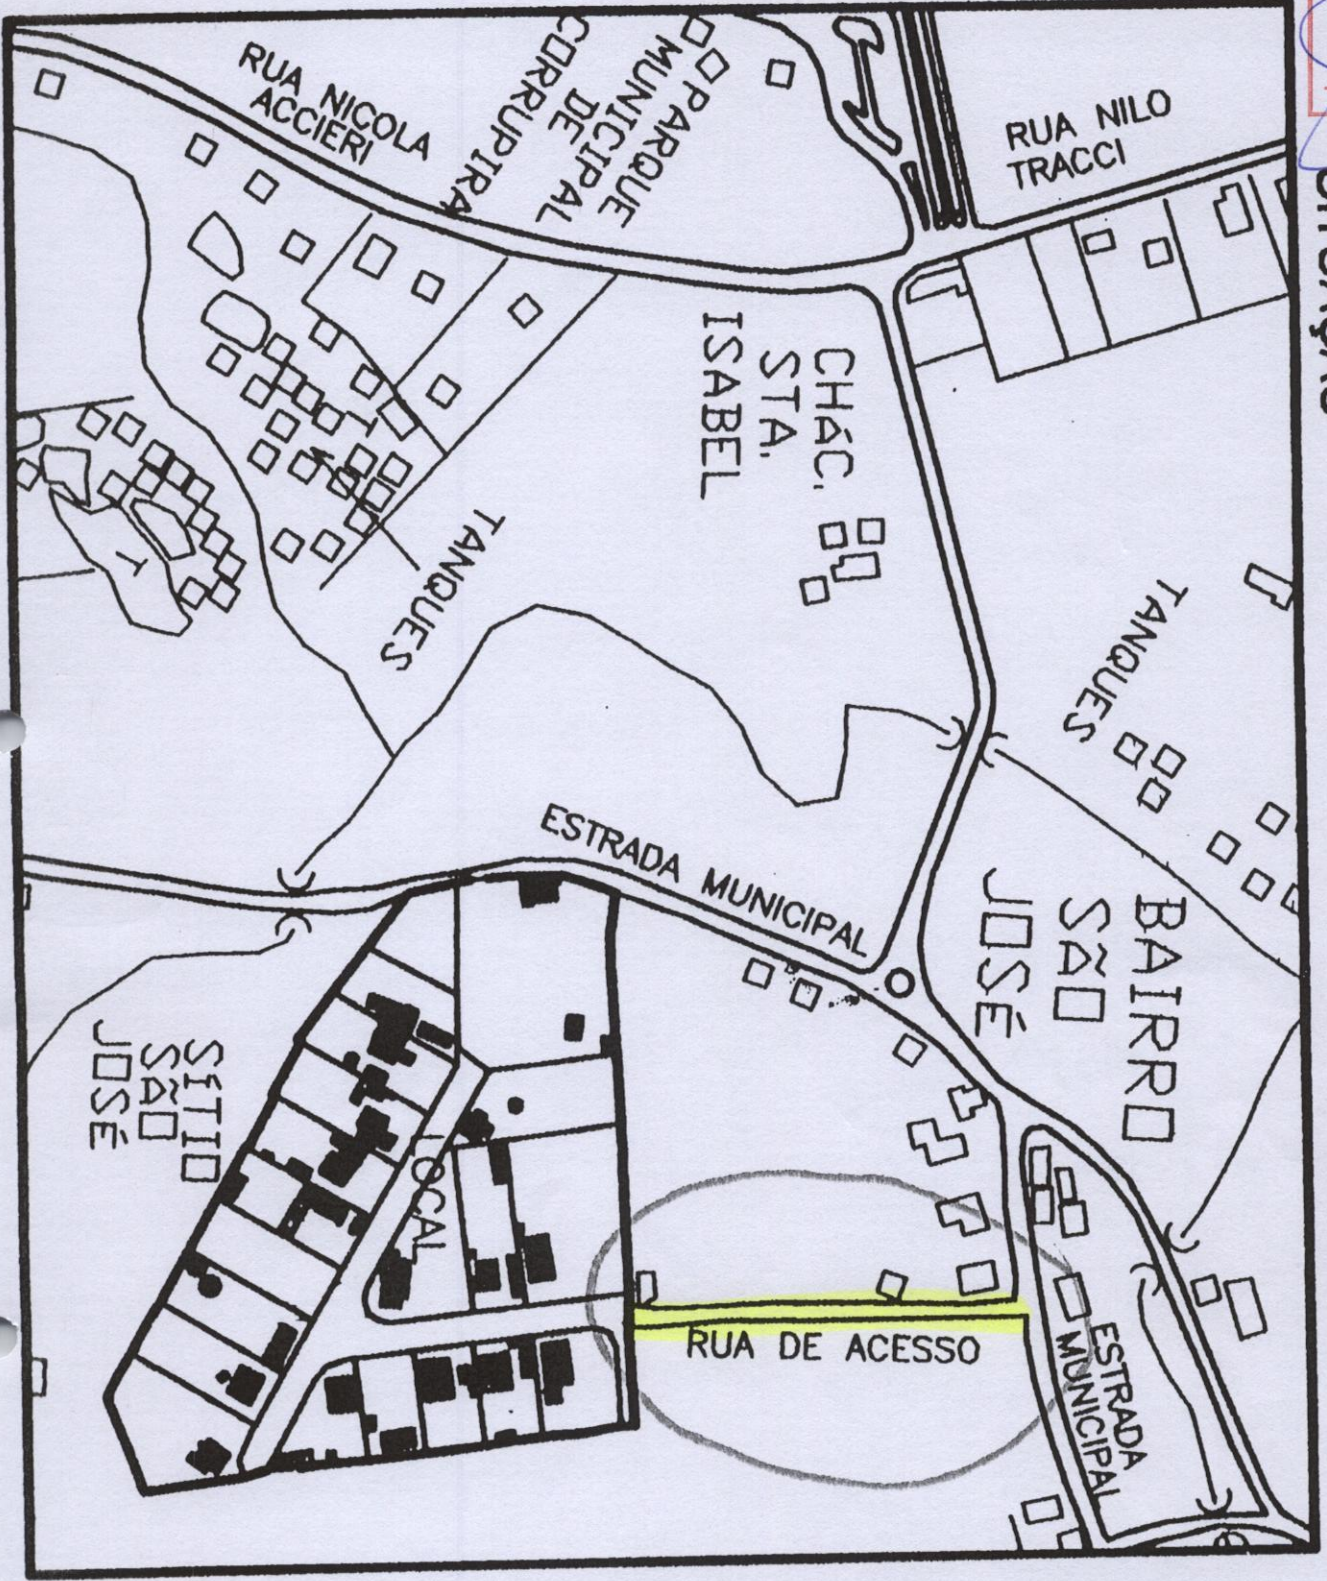 RUA NICOLA
ACCIERI
PARQUE
MUNICIPAL
DE
CORRUPIRA
RUA NILO
TRACCI
CHÁC.
STA.
ISABEL
TANQUES
TANQUES
ESTRADA MUNICIPAL
BAIRRO
SÃO
JOSÉ
SÍTIO
SÃO
JOSÉ
LOCAL
RUA DE ACESSO
ESTRADA
MUNICIPAL